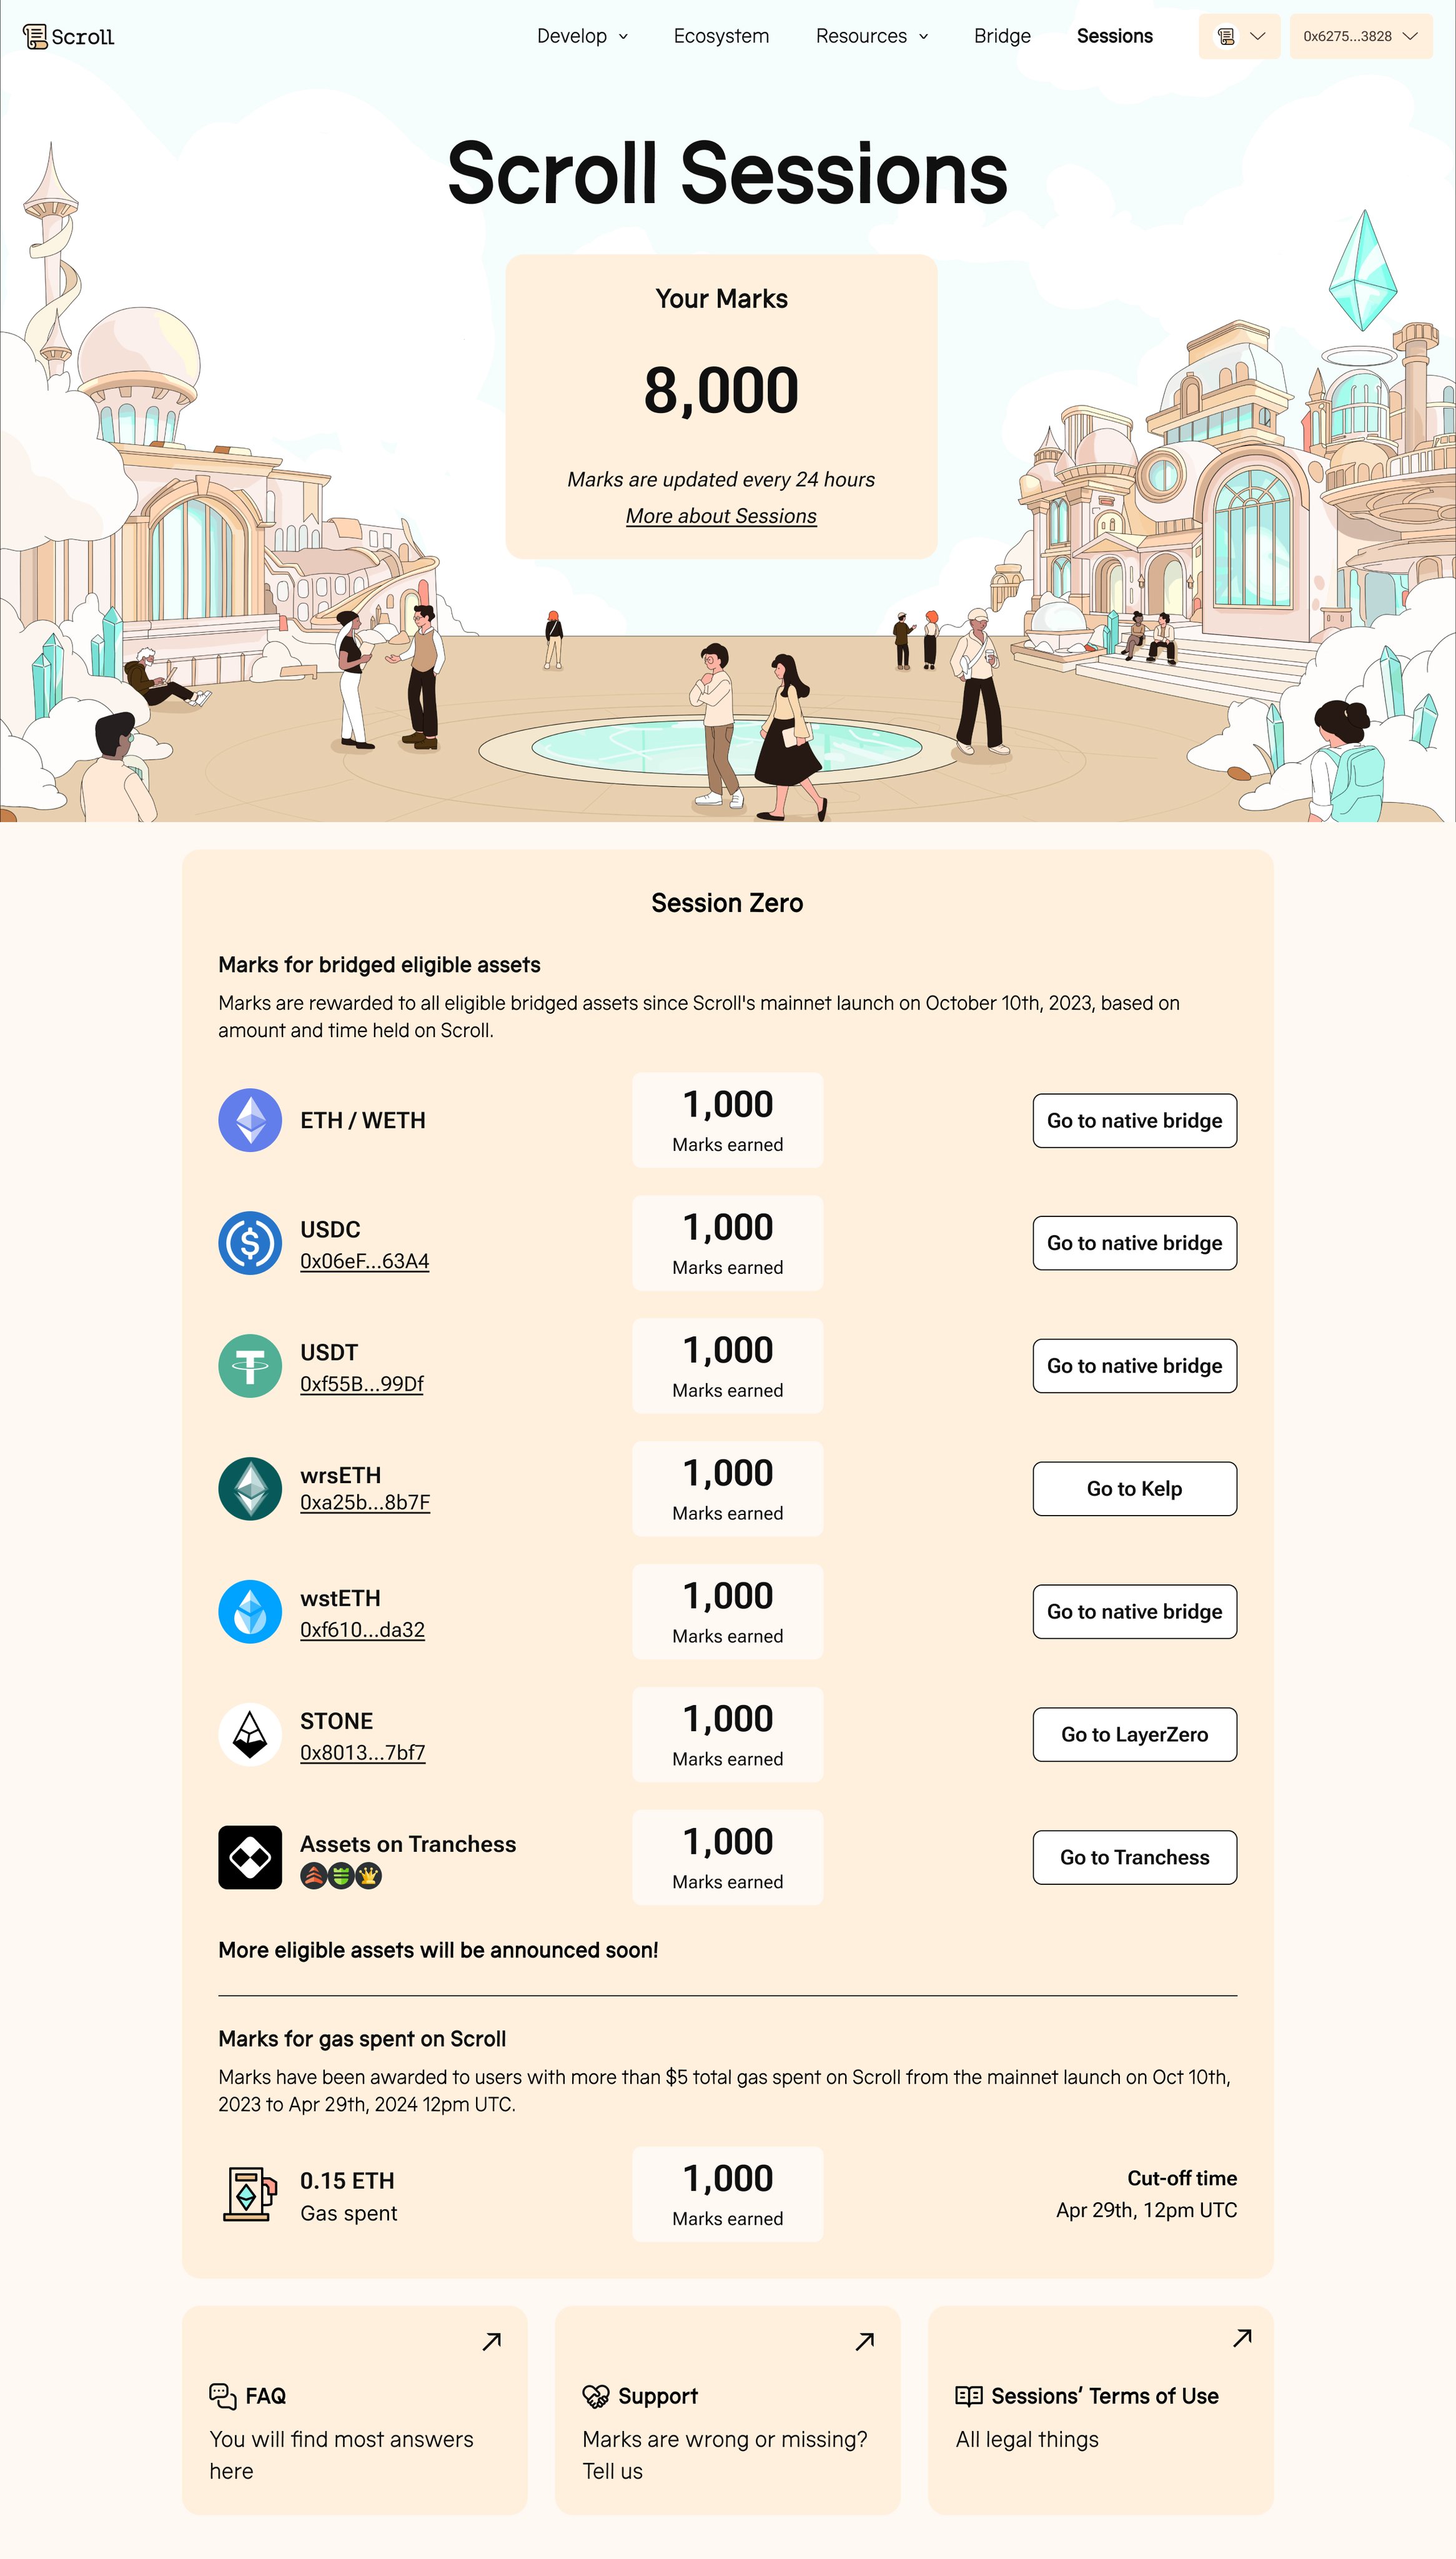 Scroll
Develop
Ecosystem
Resources
Bridge
Sessions
0x6275...3828
Scroll Sessions
Your Marks
8,000
Marks are updated every 24 hours
More about Sessions
Session Zero
Marks for bridged eligible assets
Marks are rewarded to all eligible bridged assets since Scroll's mainnet launch on October 10th, 2023, based on
amount and time held on Scroll.
ETH / WETH
1,000
Marks earned
Go to native bridge
USDC
0x06eF...63A4
1,000
Marks earned
Go to native bridge
USDT
0xf55B...99Df
1,000
Marks earned
Go to native bridge
wrsETH
0xa25b...8b7F
1,000
Marks earned
Go to Kelp
wstETH
0xf610...da32
1,000
Marks earned
Go to native bridge
STONE
0x8013...7bf7
1,000
Marks earned
Go to LayerZero
Assets on Tranchess
1,000
Marks earned
Go to Tranchess
More eligible assets will be announced soon!
Marks for gas spent on Scroll
Marks have been awarded to users with more than $5 total gas spent on Scroll from the mainnet launch on Oct 10th,
2023 to Apr 29th, 2024 12pm UTC.
0.15 ETH
Gas spent
1,000
Marks earned
Cut-off time
Apr 29th, 12pm UTC
FAQ
You will find most answers
here
Support
Marks are wrong or missing?
Tell us
Sessions’ Terms of Use
All legal things